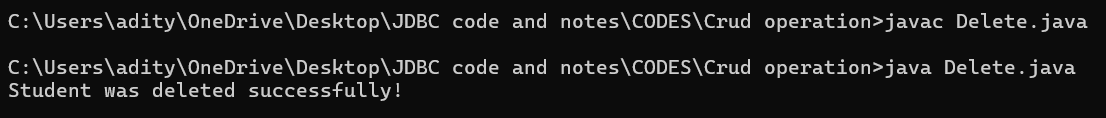 C:\Users\adity\OneDrive\Desktop\JDBC code and notes\CODES\Crud operation>javac Delete.java
C:\Users\adity\OneDrive\Desktop\JDBC code and notes\CODES\Crud operation>java Delete.java
Student was deleted successfully!